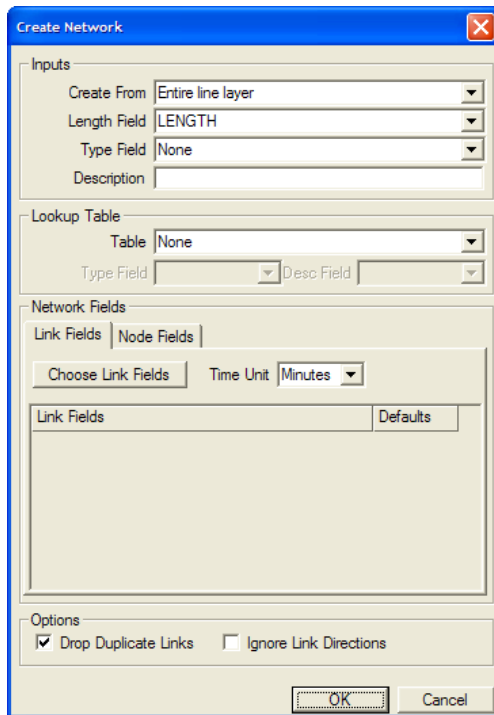 Create Network
Inputs
Create From Entire line layer
Length Field LENGTH
Type Field None
Description
Lookup Table
Table None
Type Field Desc Field
Network Fields
Link Fields Node Fields
Choose Link Fields Time Unit Minutes
Link Fields Defaults
Options
Drop Duplicate Links Ignore Link Directions
OK Cancel